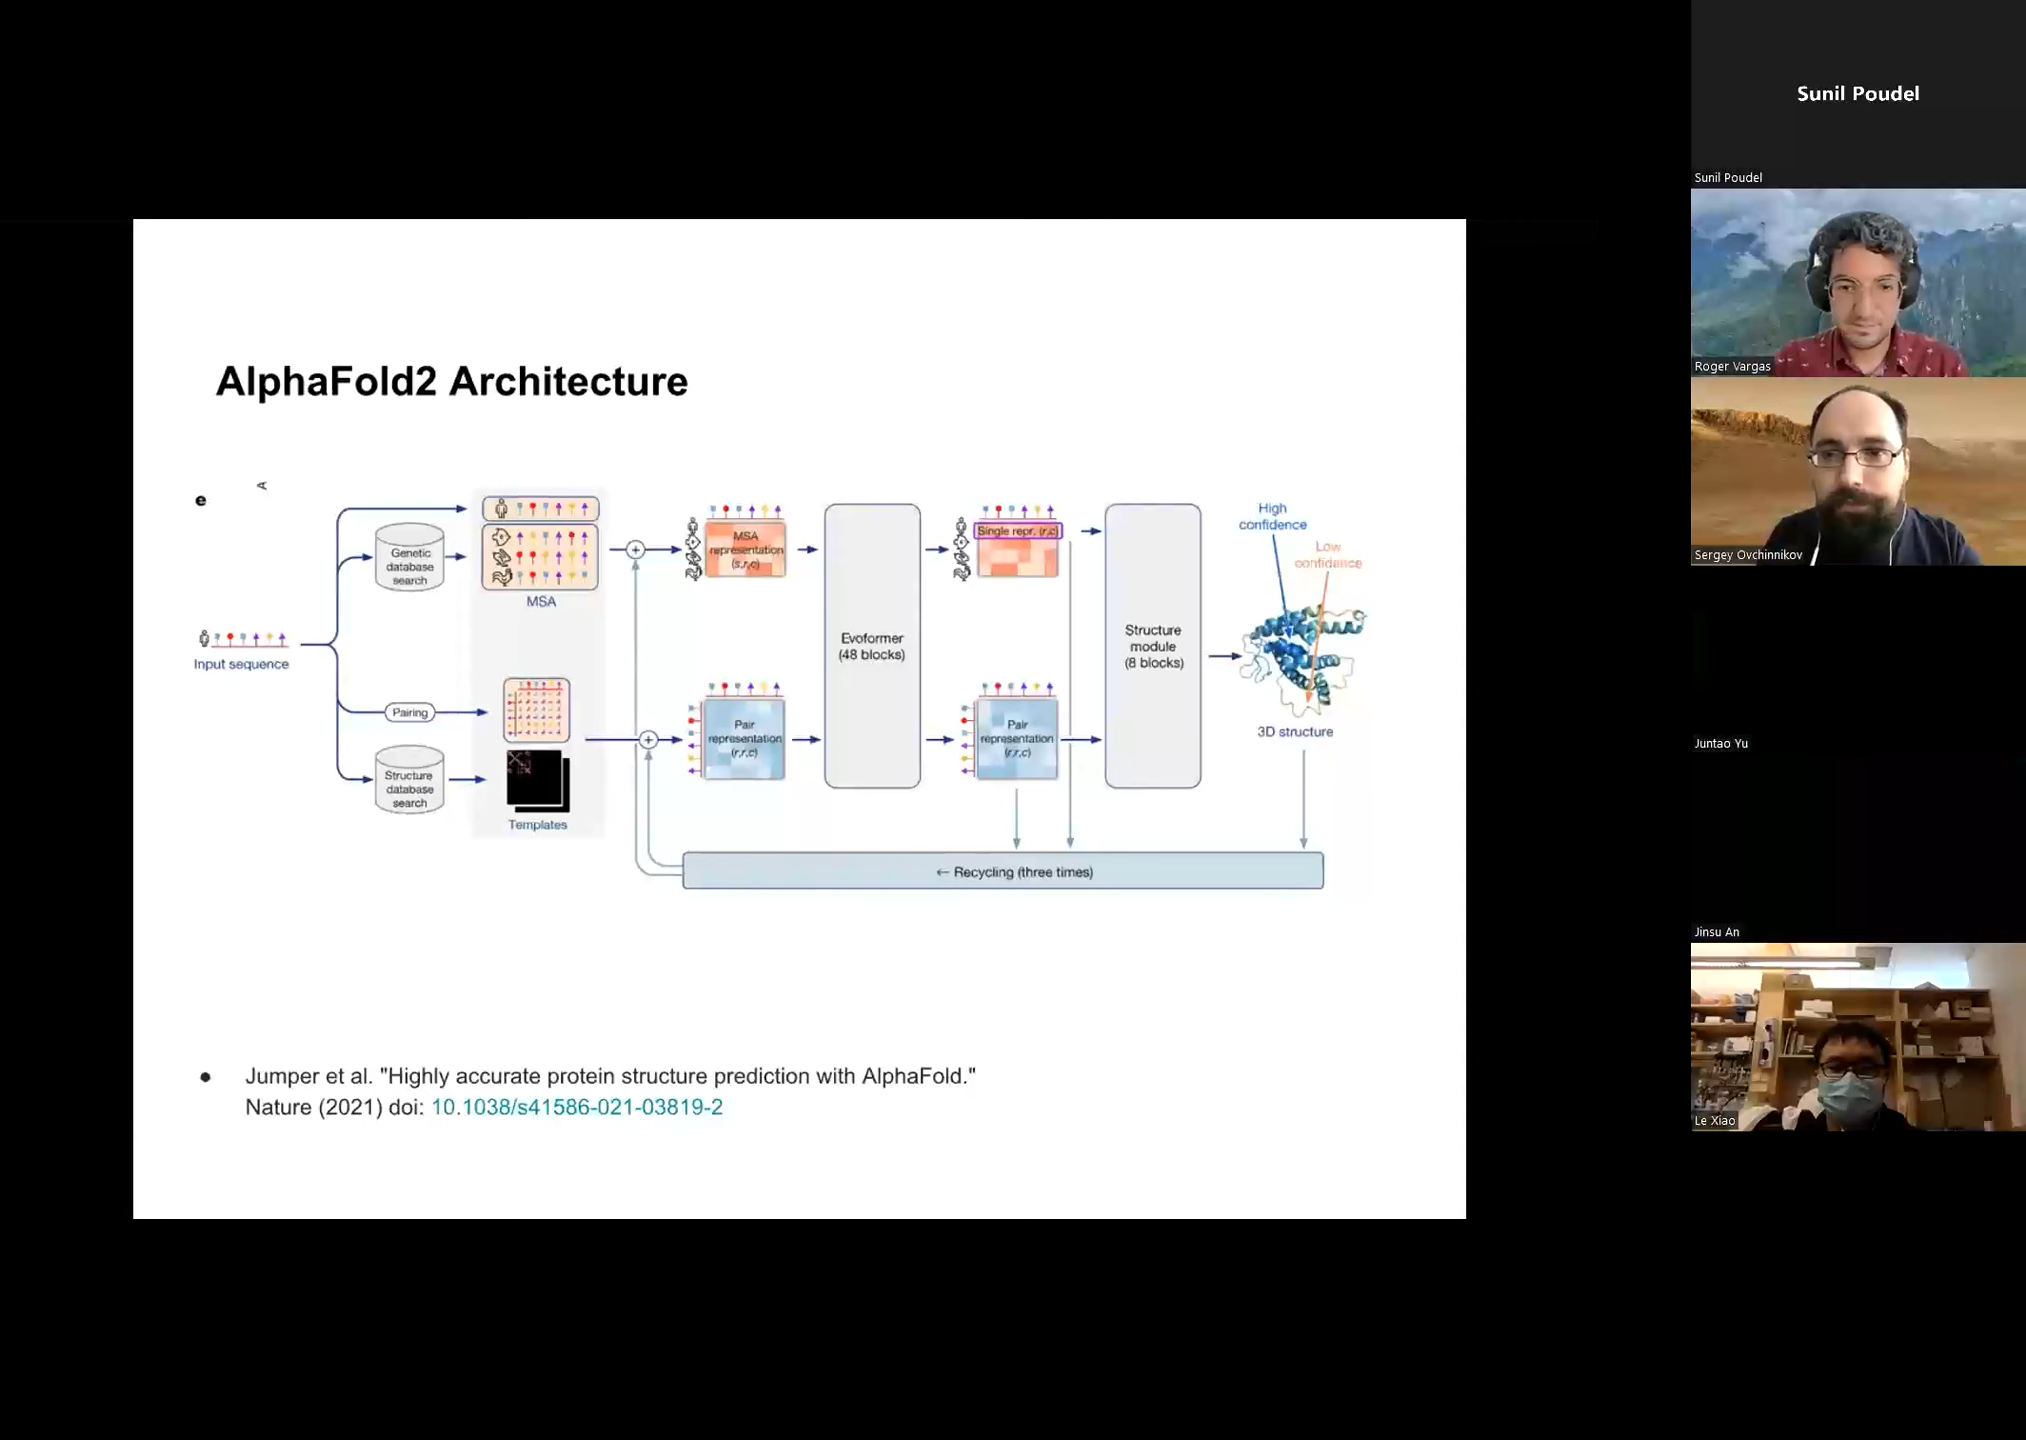 AlphaFold2 Architecture
e
A
Input sequence
Genetic
database
search
MSA
Pairing
Structure
database
search
Templates
+
+
MSA
representation
(s,r,c)
Pair
representation
(r,r,c)
Evoformer
(48 blocks)
Single repr. (r,c)
Pair
representation
(r,r,c)
Structure
module
(8 blocks)
High
confidence
Low
confidence
3D structure
← Recycling (three times)
● Jumper et al. "Highly accurate protein structure prediction with AlphaFold."
Nature (2021) doi: 10.1038/s41586-021-03819-2
Sunil Poudel
Sunil Poudel
Roger Vargas
Sergey Ovchinnikov
Juntao Yu
Jinsu An
Le Xiao